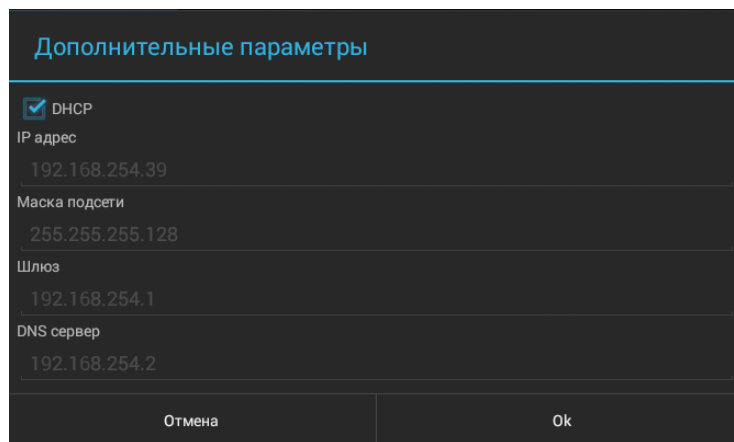 Дополнительные параметры
DHCP
IP адрес
192.168.254.39
Маска подсети
255.255.255.128
Шлюз
192.168.254.1
DNS сервер
192.168.254.2
Отмена
Ok